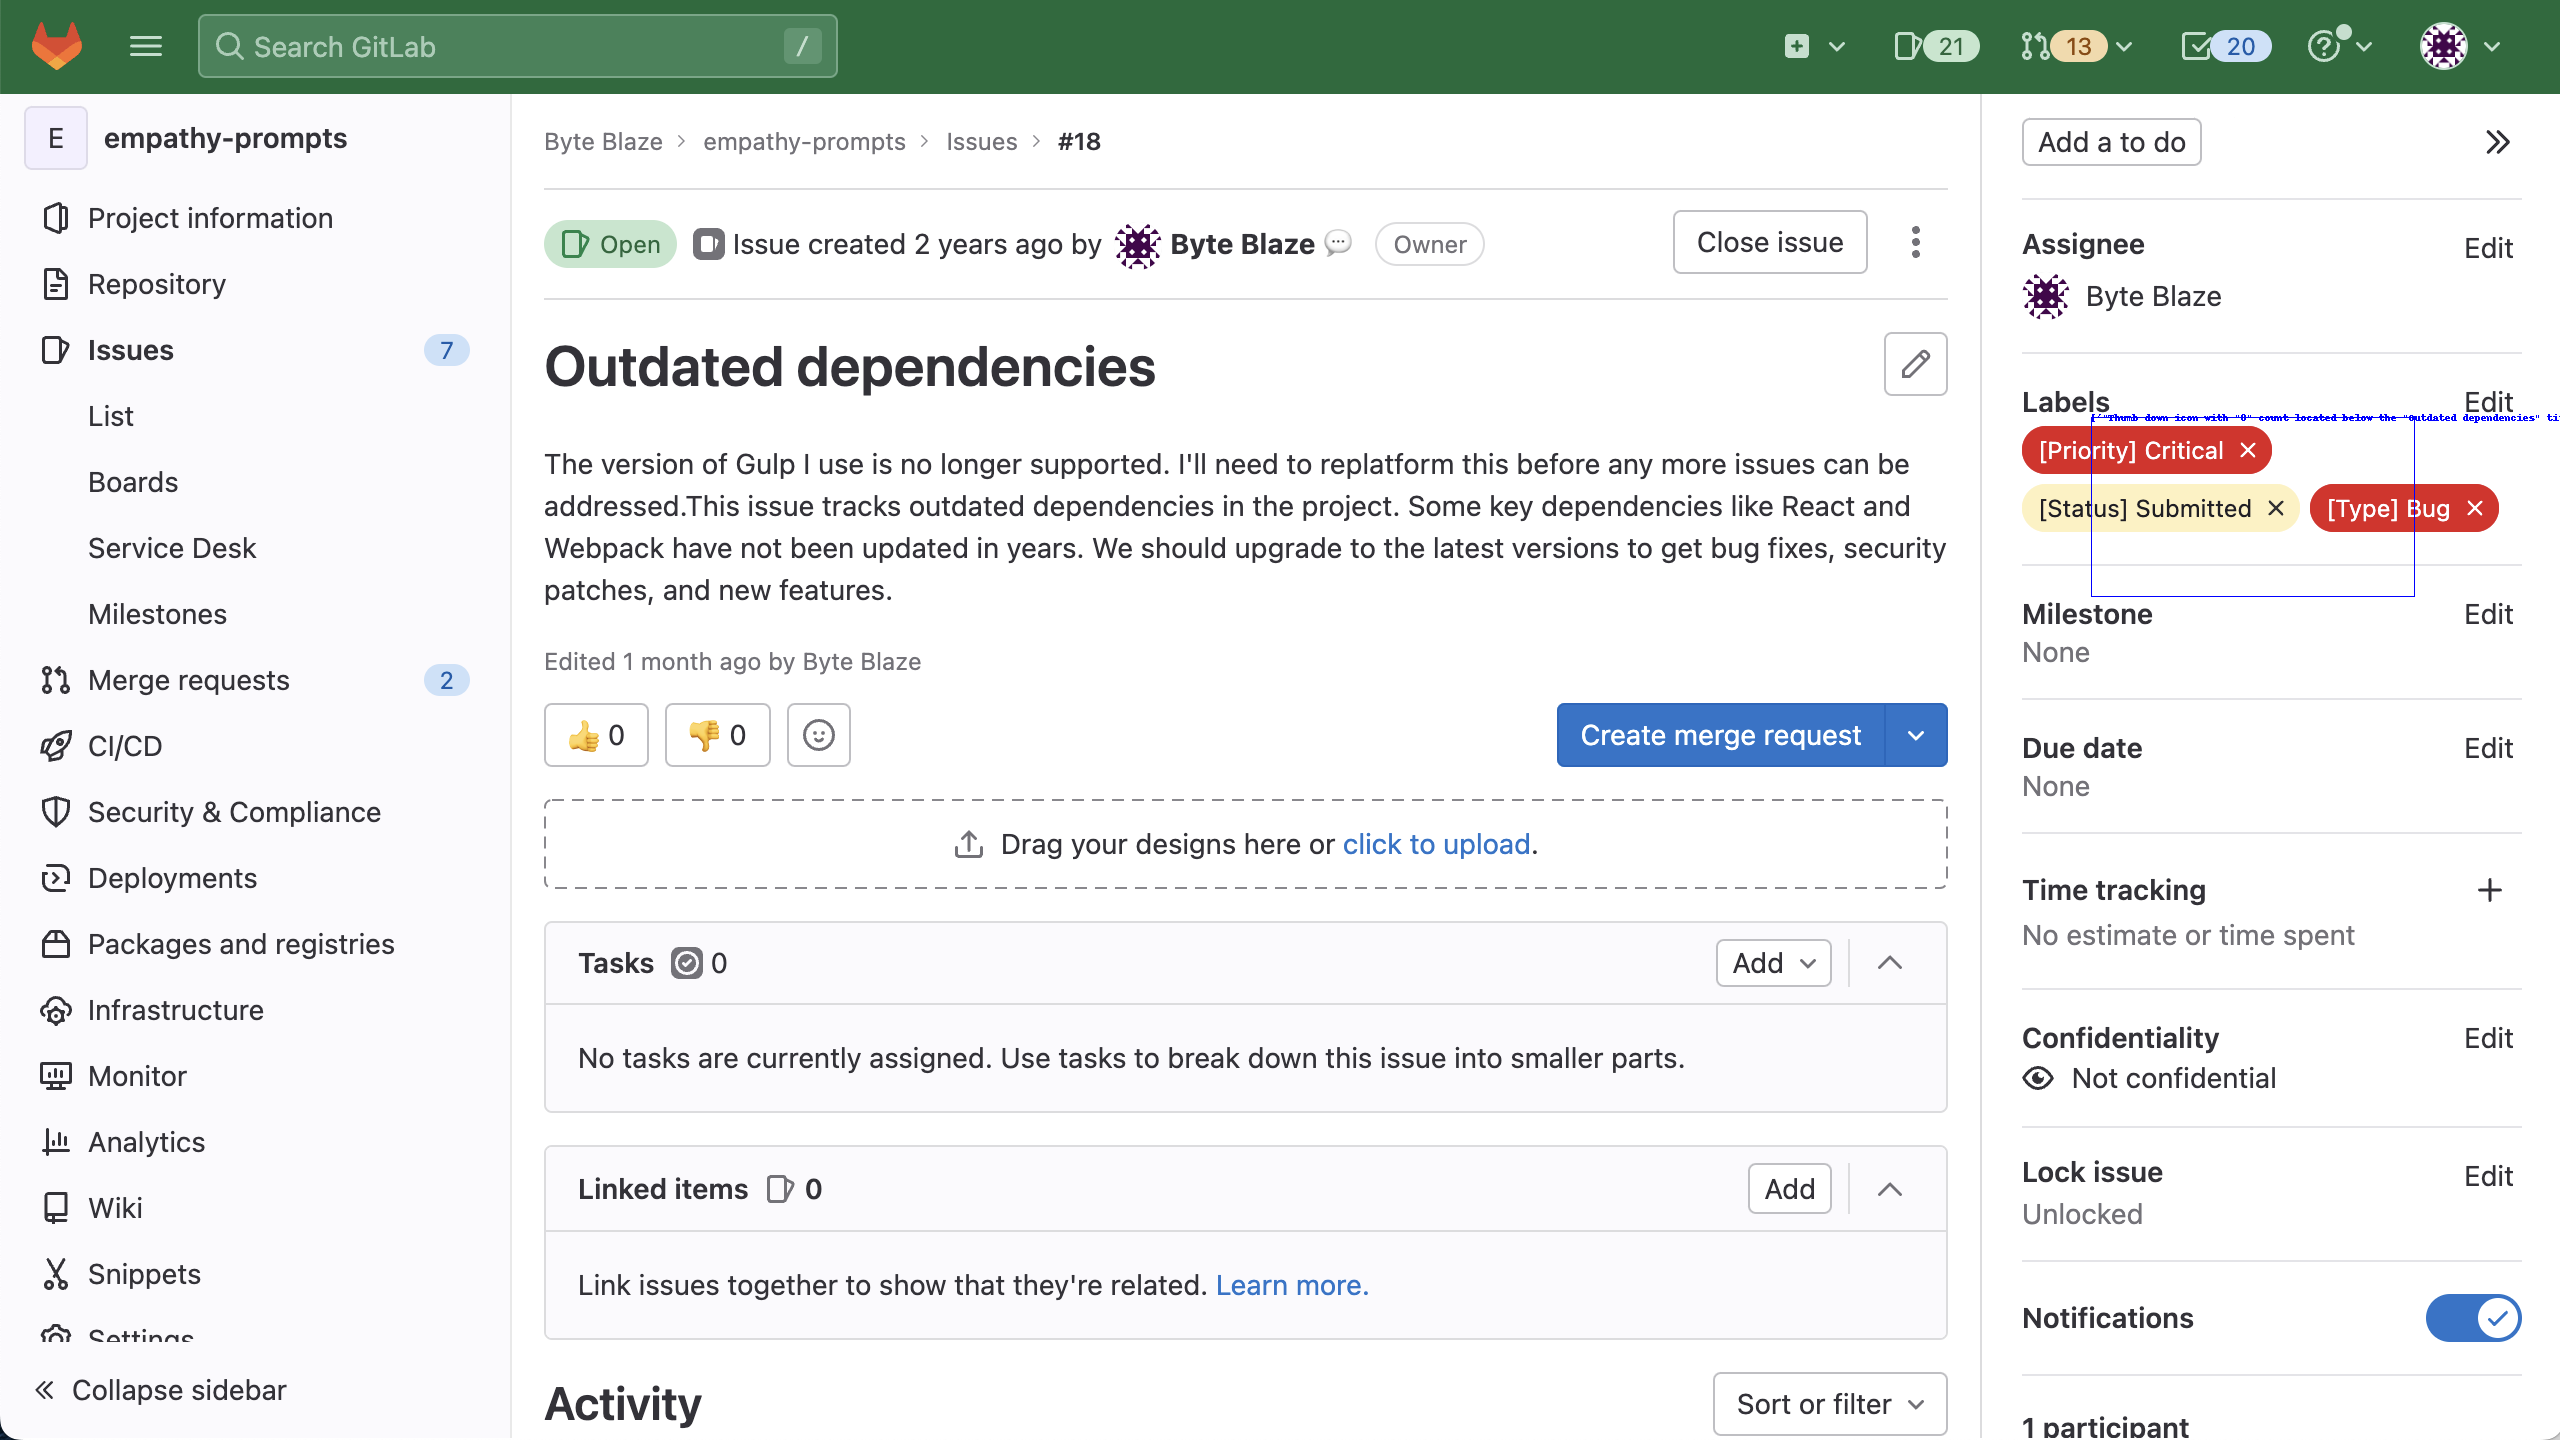 Search GitLab
/
21
13
20
E
empathy-prompts
Project information
Repository
Issues
7
List
Boards
Service Desk
Milestones
Merge requests
2
CI/CD
Security & Compliance
Deployments
Packages and registries
Infrastructure
Monitor
Analytics
Wiki
Snippets
Settings
Collapse sidebar
Byte Blaze
empathy-prompts
Issues
#18
Open
Issue created 2 years ago by Byte Blaze
Owner
Close issue
Outdated dependencies
The version of Gulp I use is no longer supported. I'll need to replatform this before any more issues can be
addressed.This issue tracks outdated dependencies in the project. Some key dependencies like React and
Webpack have not been updated in years. We should upgrade to the latest versions to get bug fixes, security
patches, and new features.
Edited 1 month ago by Byte Blaze
0
0
Create merge request
Drag your designs here or click to upload.
Tasks
0
Add
No tasks are currently assigned. Use tasks to break down this issue into smaller parts.
Linked items
0
Add
Link issues together to show that they're related. Learn more.
Activity
Sort or filter
Add a to do
Assignee
Edit
Byte Blaze
Labels
Edit
"Thumb down icon with "0" count located below the "Outdated dependencies"
[Priority] Critical
[Status] Submitted
[Type] Bug
Milestone
Edit
None
Due date
Edit
None
Time tracking
No estimate or time spent
Confidentiality
Edit
Not confidential
Lock issue
Edit
Unlocked
Notifications
1 participant